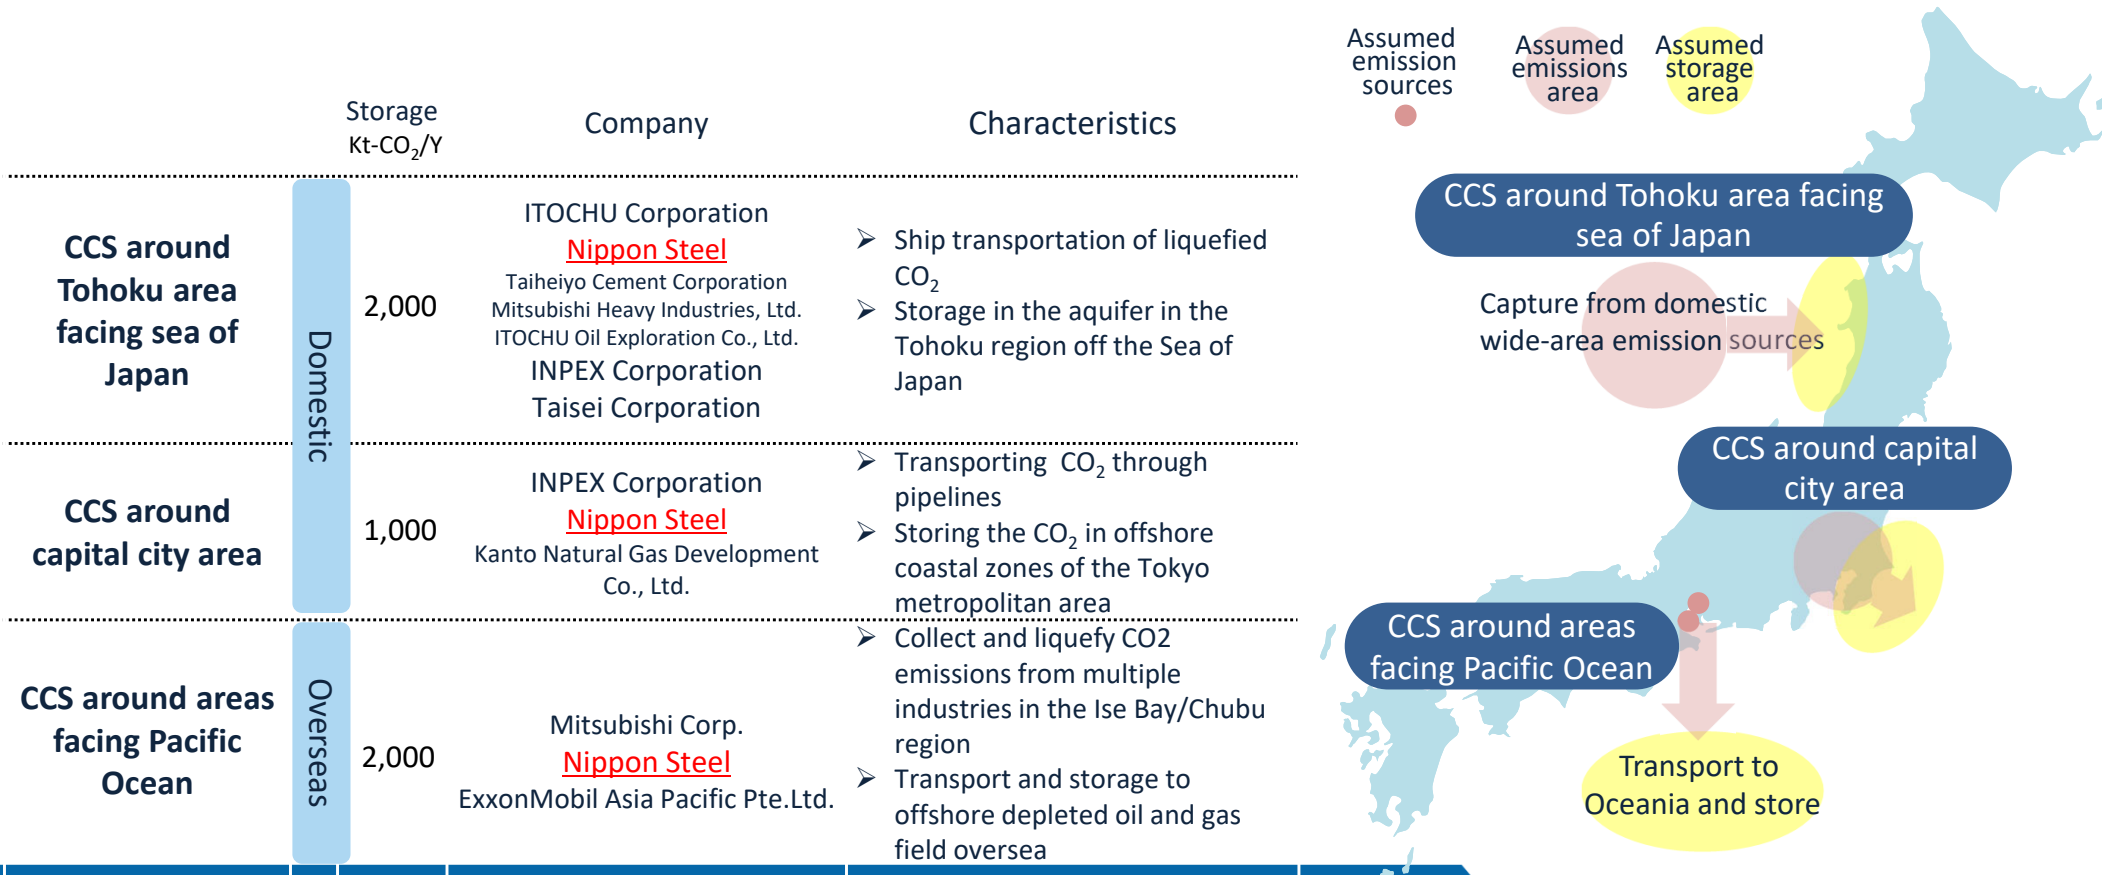 Storage
Kt-CO₂/Y
Company
Characteristics
CCS around
Tohoku area
facing sea of
Japan
Domestic
2,000
ITOCHU Corporation
Nippon Steel
Taiheiyo Cement Corporation
Mitsubishi Heavy Industries, Ltd.
ITOCHU Oil Exploration Co., Ltd.
INPEX Corporation
Taisei Corporation
➢ Ship transportation of liquefied
CO₂
➢ Storage in the aquifer in the
Tohoku region off the Sea of
Japan
CCS around
capital city area
1,000
INPEX Corporation
Nippon Steel
Kanto Natural Gas Development
Co., Ltd.
➢ Transporting CO₂ through
pipelines
➢ Storing the CO₂ in offshore
coastal zones of the Tokyo
metropolitan area
CCS around areas
facing Pacific
Ocean
Overseas
2,000
Mitsubishi Corp.
Nippon Steel
ExxonMobil Asia Pacific Pte.Ltd.
➢ Collect and liquefy CO2
emissions from multiple
industries in the Ise Bay/Chubu
region
➢ Transport and storage to
offshore depleted oil and gas
field oversea
Assumed
emission
sources
Assumed
emissions
area
Assumed
storage
area
CCS around Tohoku area facing
sea of Japan
Capture from domestic
wide-area emission sources
CCS around capital
city area
CCS around areas
facing Pacific Ocean
Transport to
Oceania and store